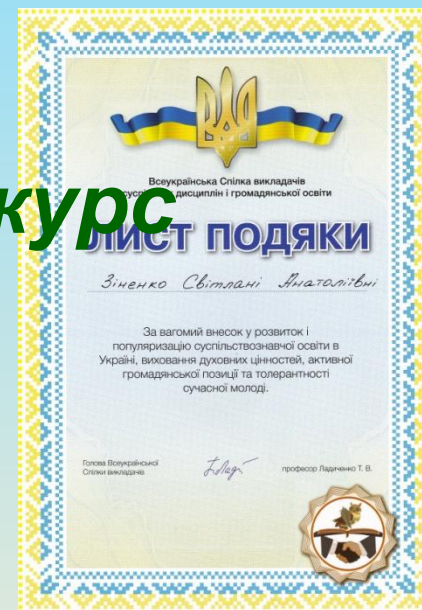 Всеукраїнська Спілка викладачів
дисциплін і громадянської освіти
курс
ЛИСТ ПОДЯКИ
Зіненко Світлані Анатоліївні
За вагомий внесок у розвиток і
популяризацію суспільствознавчої освіти в
Україні, виховання духовних цінностей, активної
громадянської позиції та толерантності
сучасної молоді.
Голова Всеукраїнської
Спілки викладачів
професор Ладиченко Т. В.